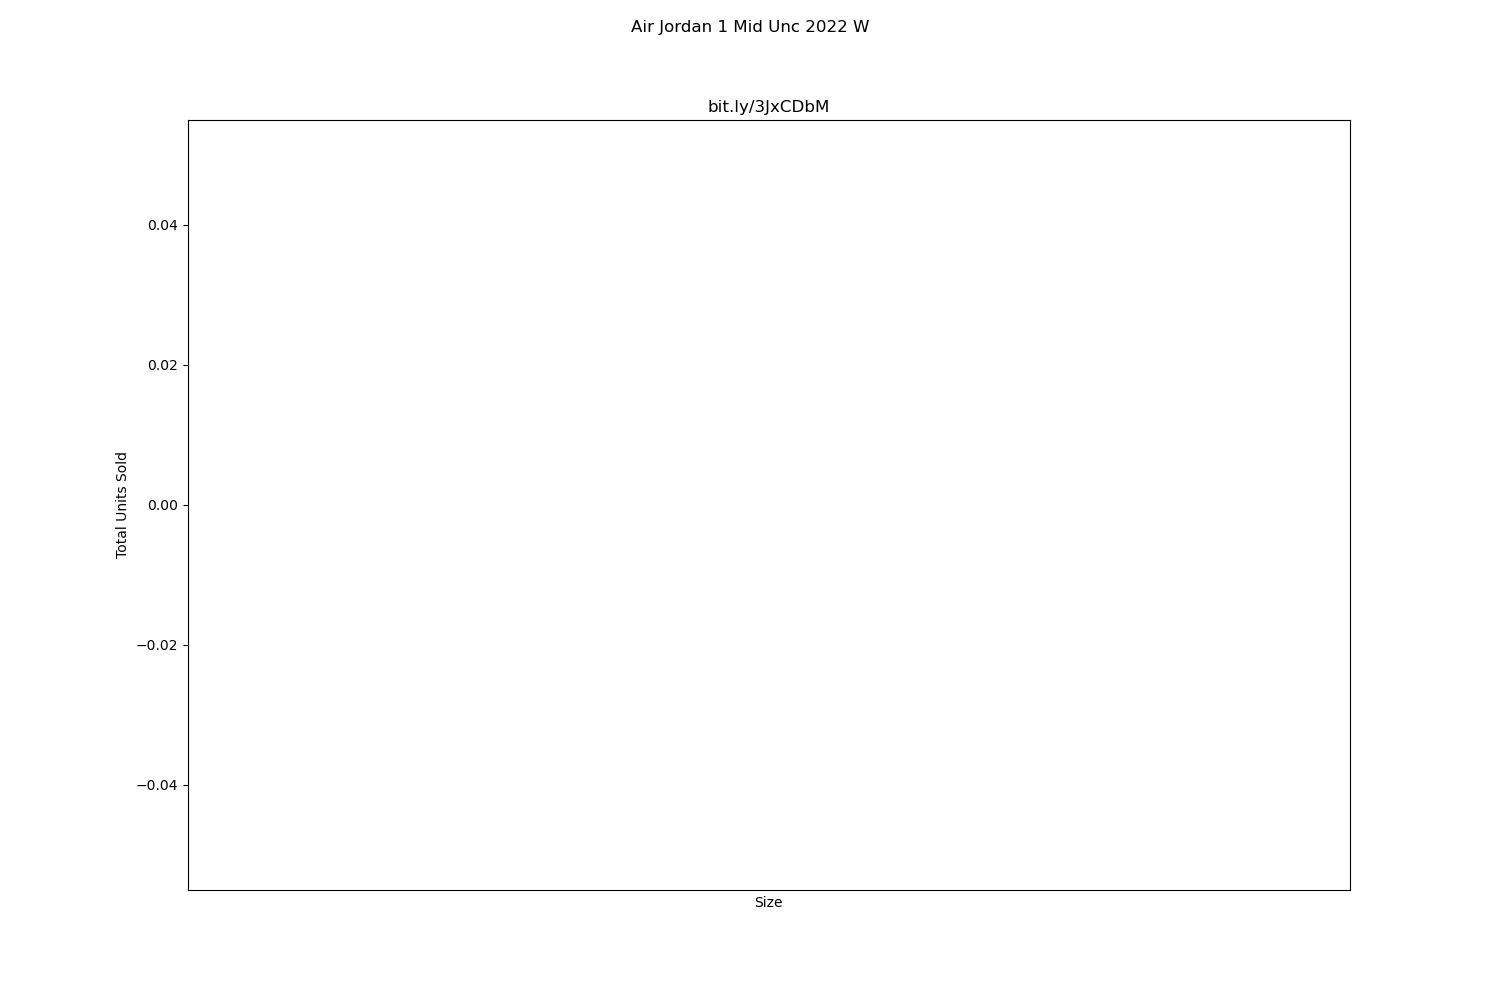 Air Jordan 1 Mid Unc 2022 W
bit.ly/3JxCDbM
0.04
0.02
0.00
−0.02
−0.04
Total Units Sold
Size